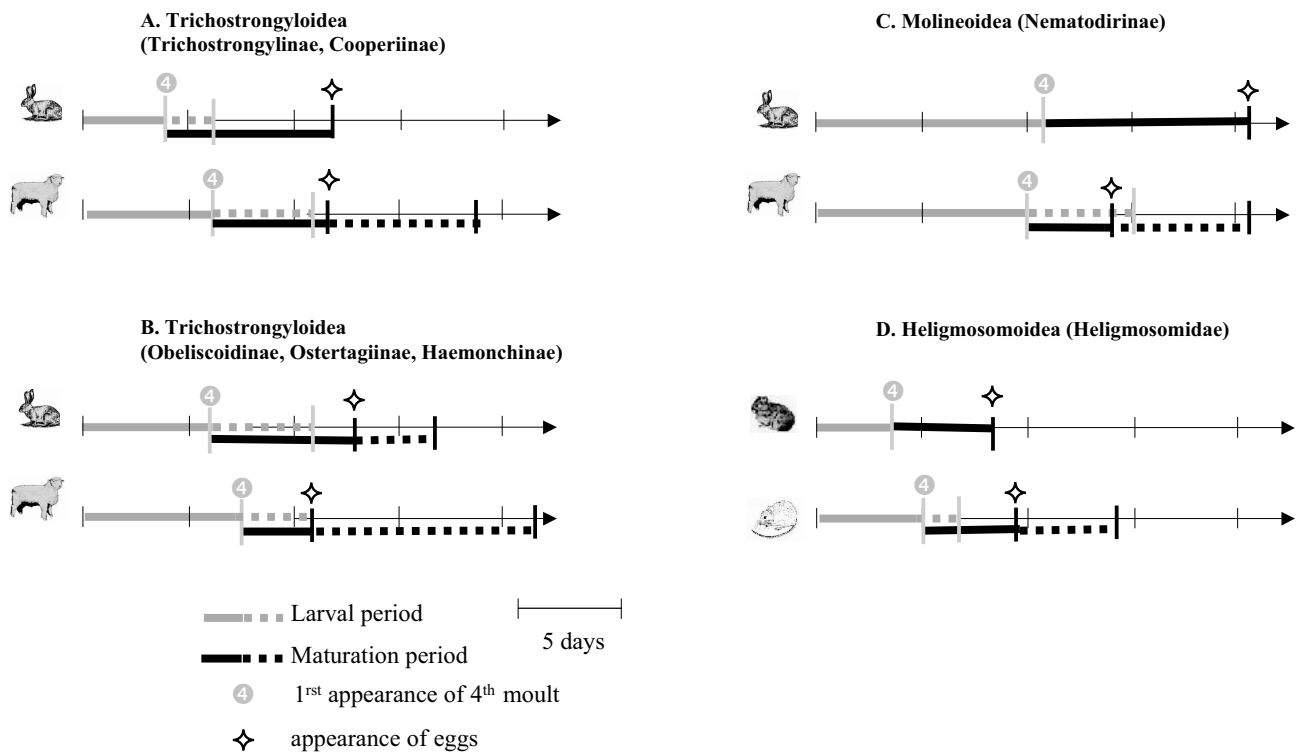 A. Trichostrongyloidea
(Trichostrongylinae, Cooperiinae)
4
4
B. Trichostrongyloidea
(Obeliscoidinae, Ostertagiinae, Haemonchinae)
4
4
C. Molineoidea (Nematodirinae)
4
4
D. Heligmosomoidea (Heligmosomidae)
4
4
Larval period
Maturation period
4 1rst appearance of 4th moult
appearance of eggs
5 days